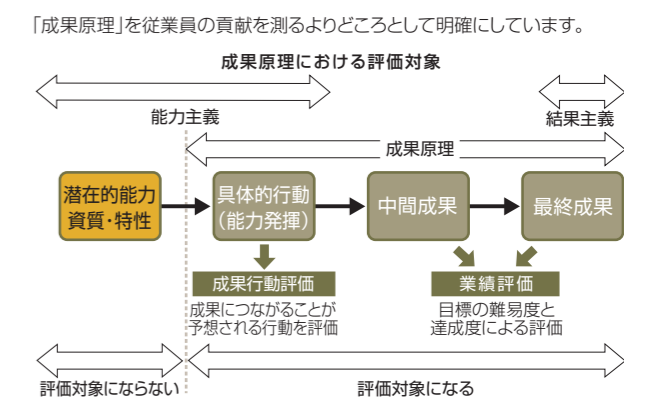 「成果原理」を従業員の貢献を測るよりどころとして明確にしています。
成果原理における評価対象
能力主義
結果主義
成果原理
潜在的能力
資質・特性
具体的行動
（能力発揮）
中間成果
最終成果
成果行動評価
成果につながることが
予想される行動を評価
業績評価
目標の難易度と
達成度による評価
評価対象にならない
評価対象になる